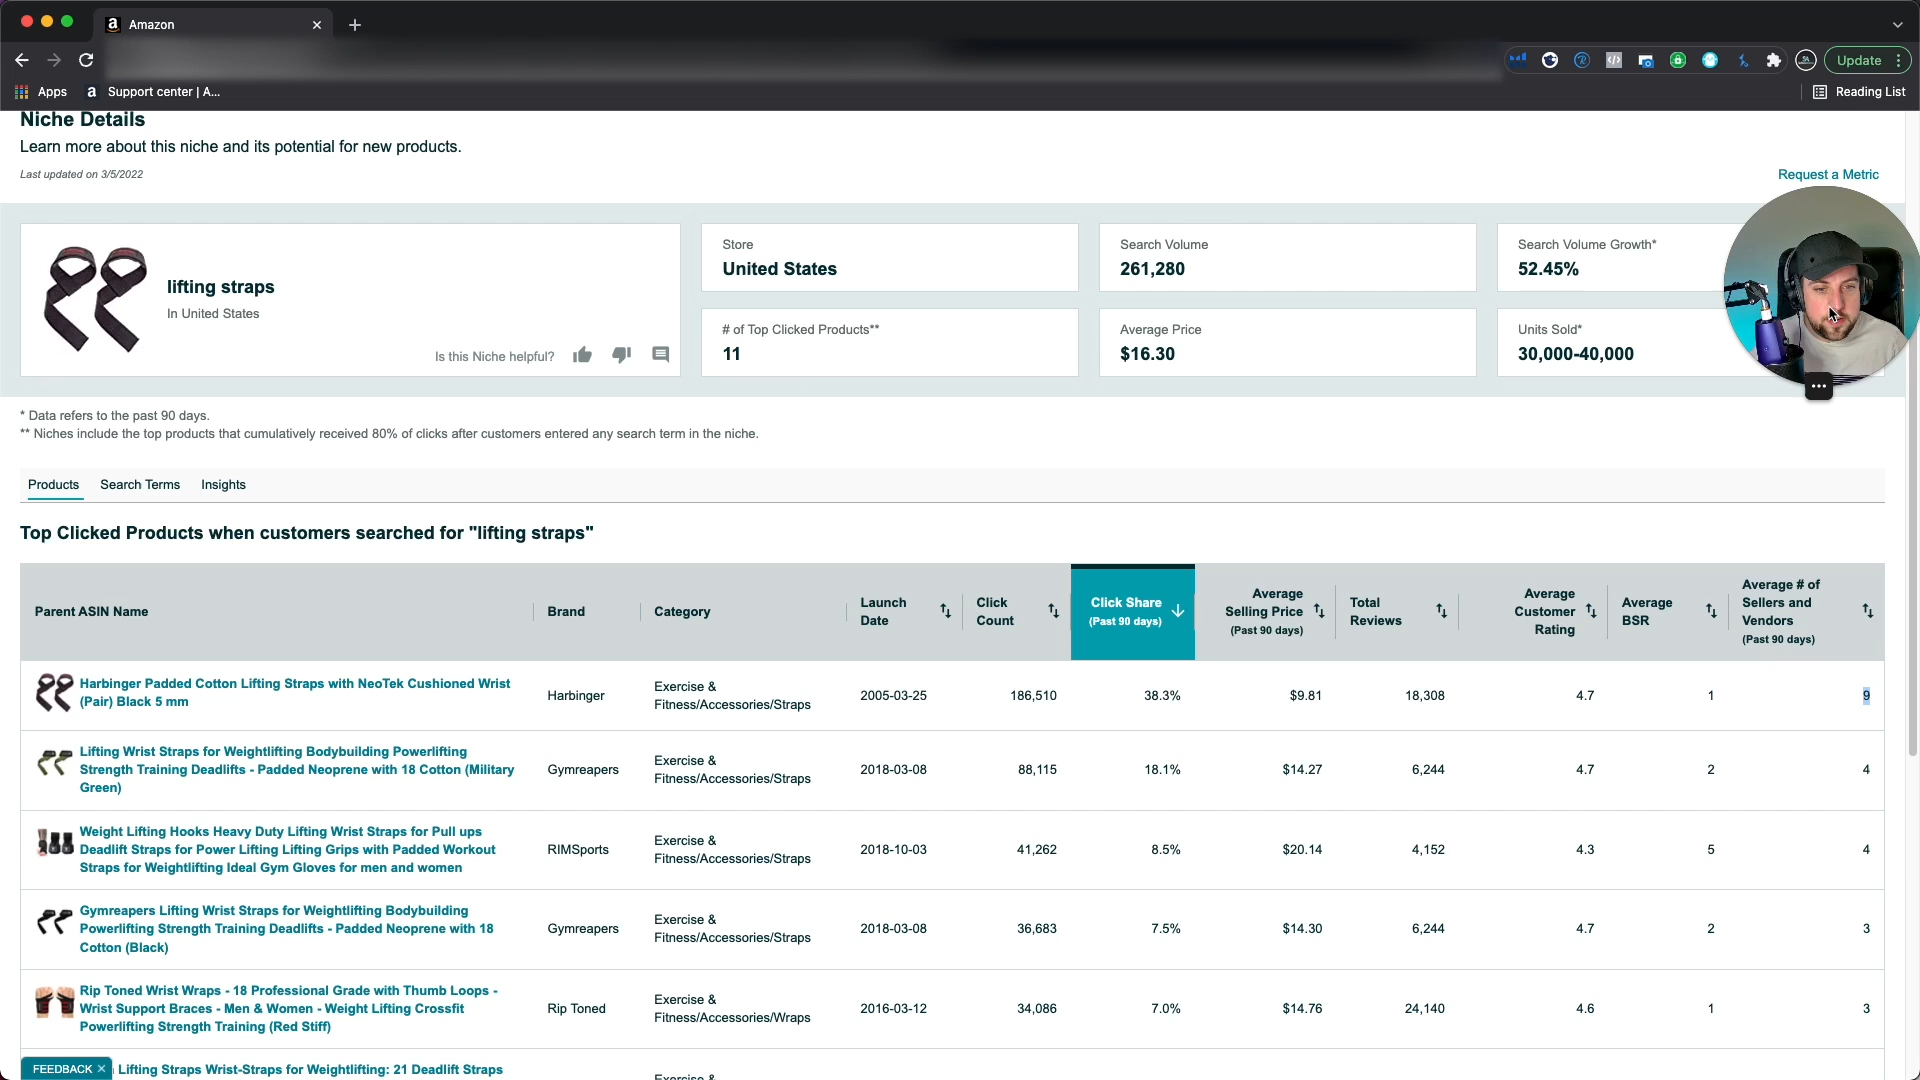 Amazon
Update
Apps
Support center | A...
Reading List
Niche Details
Learn more about this niche and its potential for new products.
Last updated on 3/5/2022
Request a Metric
lifting straps
In United States
Is this Niche helpful?
Store
United States
Search Volume
261,280
Search Volume Growth*
52.45%
# of Top Clicked Products**
11
Average Price
$16.30
Units Sold*
30,000-40,000
* Data refers to the past 90 days.
** Niches include the top products that cumulatively received 80% of clicks after customers entered any search term in the niche.
Products Search Terms Insights
Top Clicked Products when customers searched for "lifting straps"
Parent ASIN Name
Brand
Category
Launch
Date
Click
Count
Click Share
(Past 90 days)
Average
Selling Price
(Past 90 days)
Total
Reviews
Average
Customer
Rating
Average
BSR
Average # of
Sellers and
Vendors
(Past 90 days)
Harbinger Padded Cotton Lifting Straps with NeoTek Cushioned Wrist
(Pair) Black 5 mm
Harbinger
Exercise &
Fitness/Accessories/Straps
2005-03-25
186,510
38.3%
$9.81
18,308
4.7
1
9
Lifting Wrist Straps for Weightlifting Bodybuilding Powerlifting
Strength Training Deadlifts - Padded Neoprene with 18 Cotton (Military
Green)
Gymreapers
Exercise &
Fitness/Accessories/Straps
2018-03-08
88,115
18.1%
$14.27
6,244
4.7
2
4
Weight Lifting Hooks Heavy Duty Lifting Wrist Straps for Pull ups
Deadlift Straps for Power Lifting Lifting Grips with Padded Workout
Straps for Weightlifting Ideal Gym Gloves for men and women
RIMSports
Exercise &
Fitness/Accessories/Straps
2018-10-03
41,262
8.5%
$20.14
4,152
4.3
5
4
Gymreapers Lifting Wrist Straps for Weightlifting Bodybuilding
Powerlifting Strength Training Deadlifts - Padded Neoprene with 18
Cotton (Black)
Gymreapers
Exercise &
Fitness/Accessories/Straps
2018-03-08
36,683
7.5%
$14.30
6,244
4.7
2
3
Rip Toned Wrist Wraps - 18 Professional Grade with Thumb Loops -
Wrist Support Braces - Men & Women - Weight Lifting Crossfit
Powerlifting Strength Training (Red Stiff)
Rip Toned
Exercise &
Fitness/Accessories/Wraps
2016-03-12
34,086
7.0%
$14.76
24,140
4.6
1
3
FEEDBACK
Lifting Straps Wrist-Straps for Weightlifting: 21 Deadlift Straps
Exercise &